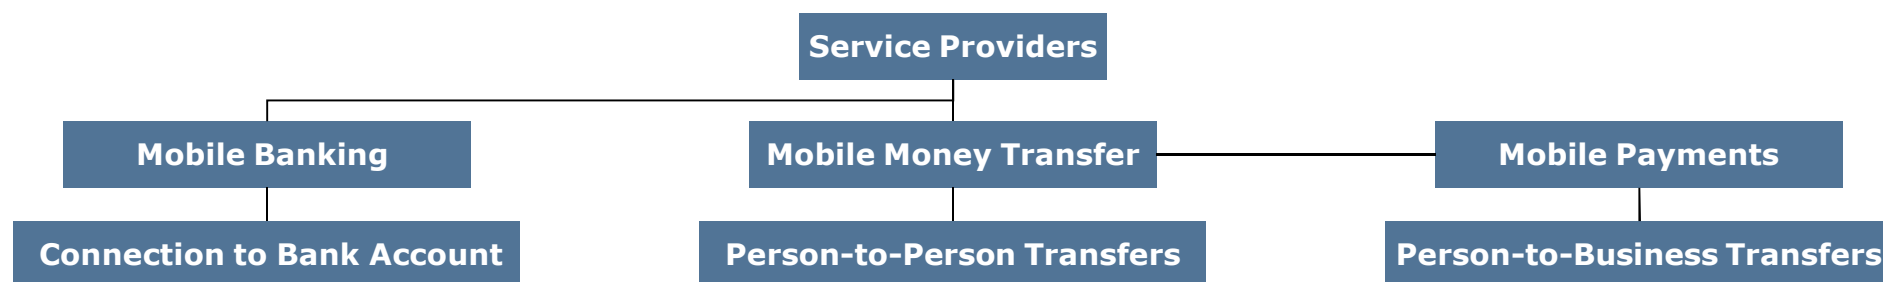 Service Providers
Mobile Banking
Mobile Money Transfer
Mobile Payments
Connection to Bank Account
Person-to-Person Transfers
Person-to-Business Transfers